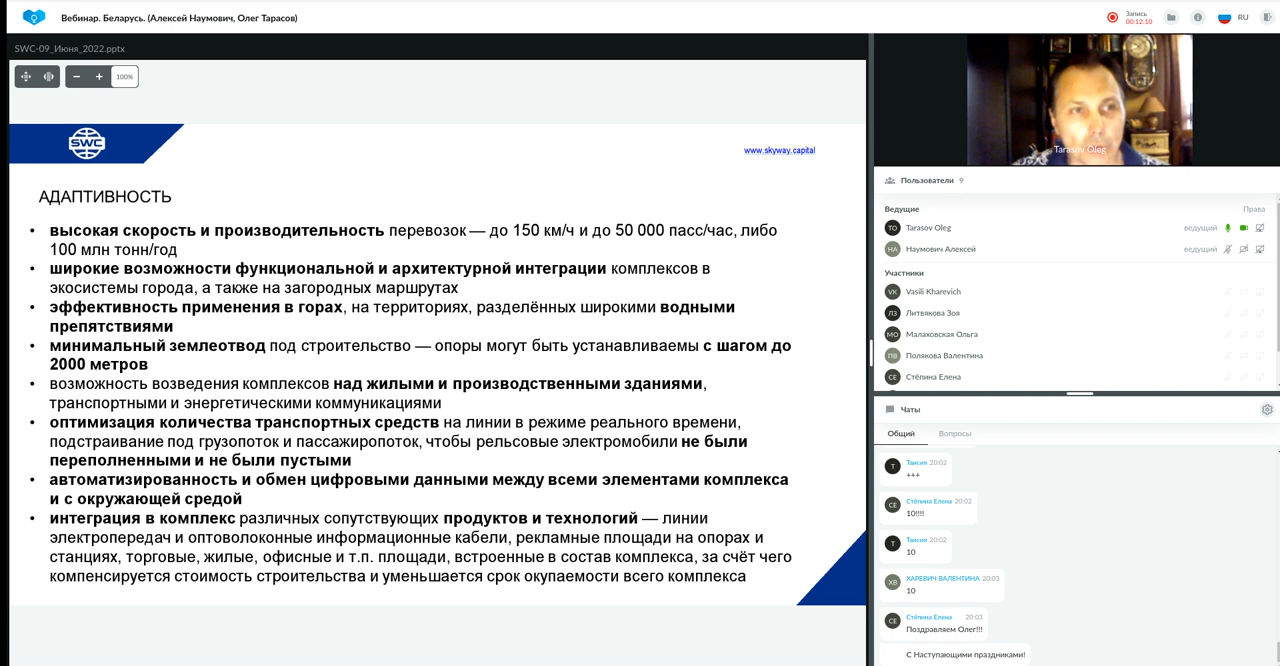 Вебинар. Беларусь. (Алексей Наумович, Олег Тарасов)
Запись
00:12:10
RU
SWC-09_Июня_2022.pptx
100%
SWC
www.skyway.capital
АДАПТИВНОСТЬ
• высокая скорость и производительность перевозок — до 150 км/ч и до 50 000 пасс/час, либо
100 млн тонн/год
• широкие возможности функциональной и архитектурной интеграции комплексов в
экосистемы города, а также на загородных маршрутах
• эффективность применения в горах, на территориях, разделённых широкими водными
препятствиями
• минимальный землеотвод под строительство — опоры могут быть устанавливаемы с шагом до
2000 метров
• возможность возведения комплексов над жилыми и производственными зданиями,
транспортными и энергетическими коммуникациями
• оптимизация количества транспортных средств на линии в режиме реального времени,
подстраивание под грузопоток и пассажиропоток, чтобы рельсовые электромобили не были
переполненными и не были пустыми
• автоматизированность и обмен цифровыми данными между всеми элементами комплекса
и с окружающей средой
• интеграция в комплекс различных сопутствующих продуктов и технологий — линии
электропередач и оптоволоконные информационные кабели, рекламные площади на опорах и
станциях, торговые, жилые, офисные и т.п. площади, встроенные в состав комплекса, за счёт чего
компенсируется стоимость строительства и уменьшается срок окупаемости всего комплекса
Tarasov Oleg
Пользователи 9
Ведущие Права
TO Tarasov Oleg ведущий
НА Наумович Алексей ведущий
Участники
VK Vasili Kharevich
ЛЗ Литвякова Зоя
МО Малаховская Ольга
ПВ Полякова Валентина
СЕ Стёпина Елена
Чаты
Общий Вопросы
Т Таисия 20:02
+++
СЕ Стёпина Елена 20:02
10!!!!
Т Таисия 20:02
10
ХВ ХАРЕВИЧ ВАЛЕНТИНА 20:03
10
СЕ Стёпина Елена 20:03
Поздравляем Олег!!!
С Наступающими праздниками!